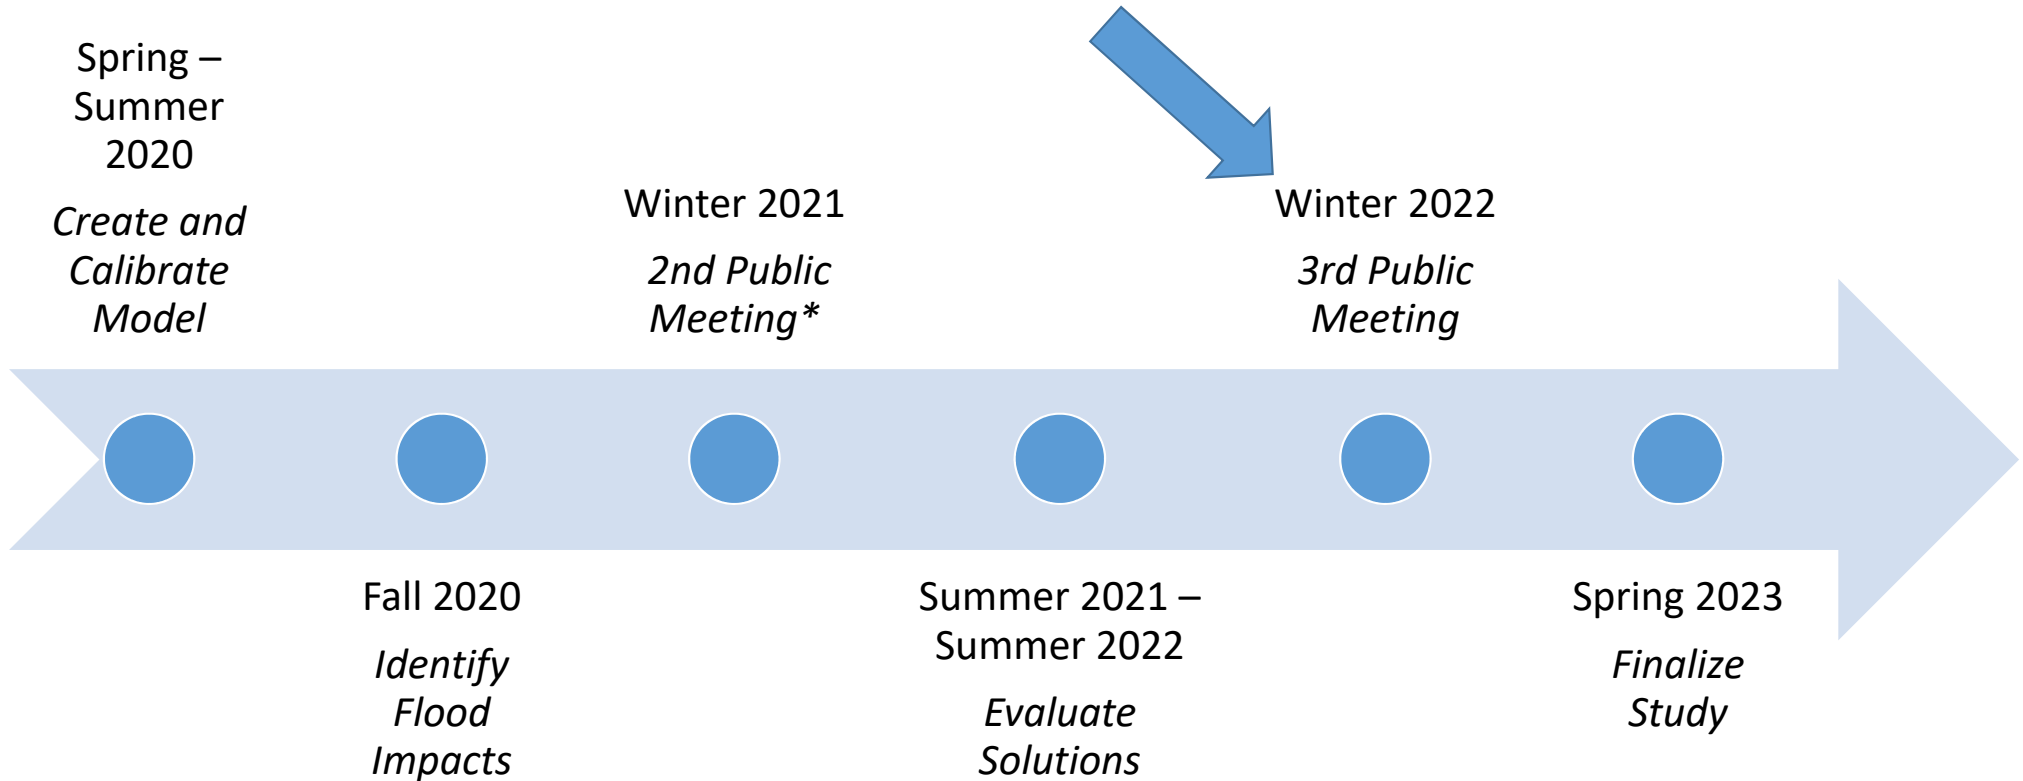 Spring –
Summer
2020
Create and
Calibrate
Model
Fall 2020
Identify
Flood
Impacts
Winter 2021
2nd Public
Meeting*
Summer 2021 –
Summer 2022
Evaluate
Solutions
Winter 2022
3rd Public
Meeting
Spring 2023
Finalize
Study